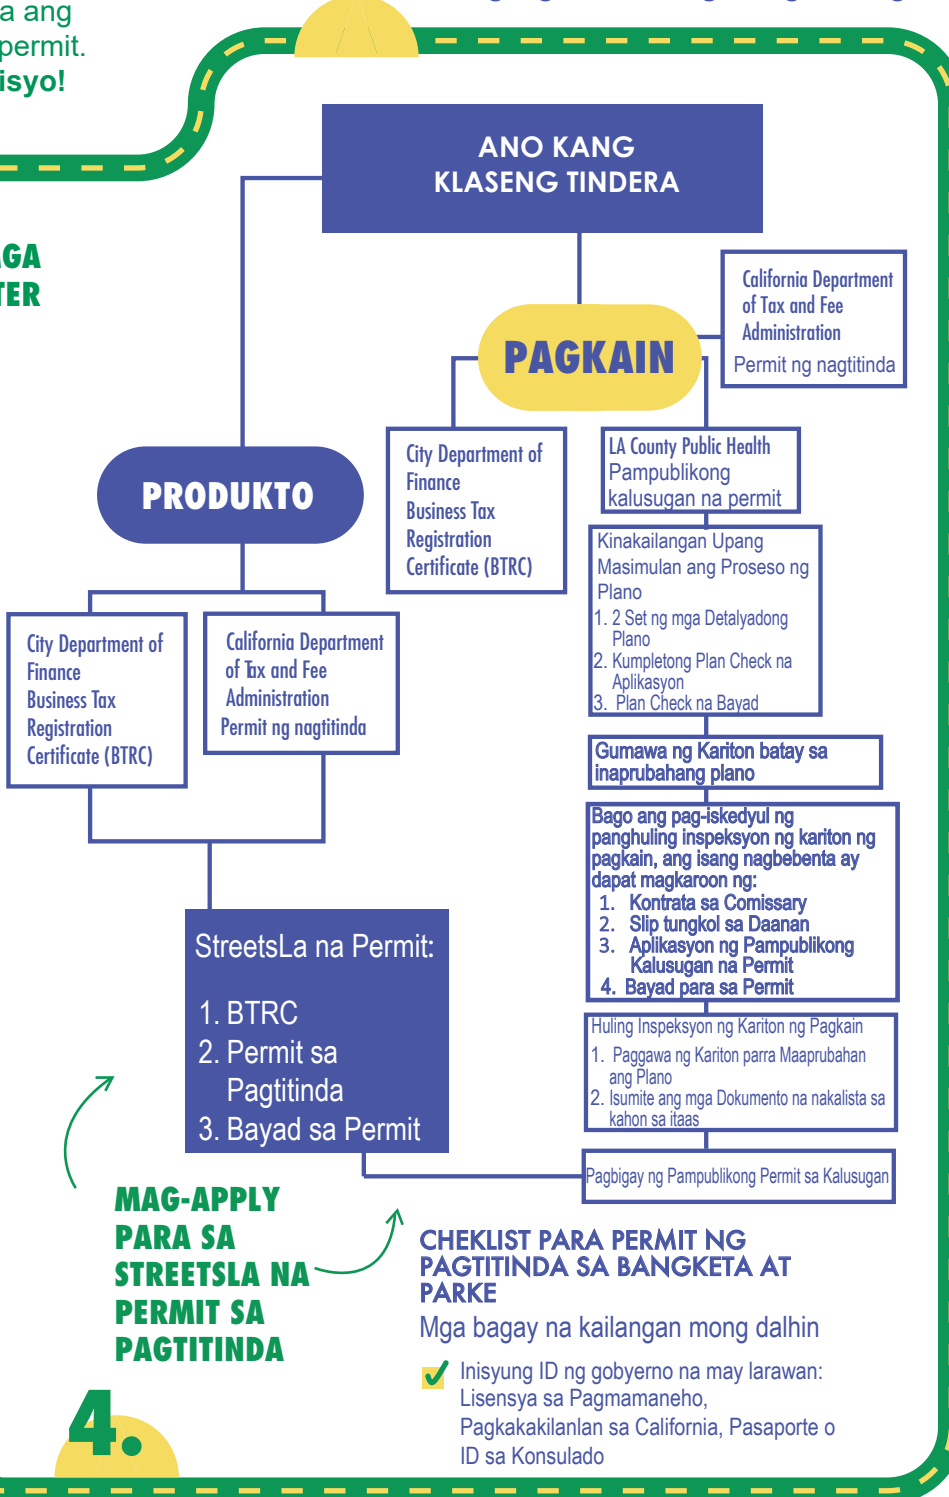 a ang
permit.
isyo!
GA
TER
ANO KANG
KLASENG TINDERA
California Department
of Tax and Fee
Administration
Permit ng nagtitinda
PAGKAIN
City Department of
Finance
Business Tax
Registration
Certificate (BTRC)
LA County Public Health
Pampublikong
kalusugan na permit
PRODUKTO
Kinakailangan Upang
Masimulan ang Proseso ng
Plano
1. 2 Set ng mga Detalyadong
Plano
2. Kumpletong Plan Check na
Aplikasyon
3. Plan Check na Bayad
City Department of
Finance
Business Tax
Registration
Certificate (BTRC)
California Department
of Tax and Fee
Administration
Permit ng nagtitinda
Gumawa ng Kariton batay sa
inaprubahang plano
Bago ang pag-iskedyul ng
panghuling inspeksyon ng kariton ng
pagkain, ang isang nagbebenta ay
dapat magkaroon ng:
1. Kontrata sa Comissary
2. Slip tungkol sa Daanan
3. Aplikasyon ng Pampublikong
Kalusugan na Permit
4. Bayad para sa Permit
StreetsLa na Permit:
1. BTRC
2. Permit sa
Pagtitinda
3. Bayad sa Permit
Huling Inspeksyon ng Kariton ng Pagkain
1. Paggawa ng Kariton parra Maaprubahan
ang Plano
2. Isumite ang mga Dokumento na nakalista sa
kahon sa itaas
Pagbigay ng Pampublikong Permit sa Kalusugan
MAG-APPLY
PARA SA
STREETSLA NA
PERMIT SA
PAGTITINDA
CHEKLIST PARA PERMIT NG
PAGTITINDA SA BANGKETA AT
PARKE
Mga bagay na kailangan mong dalhin
Inisyung ID ng gobyerno na may larawan:
Lisensya sa Pagmamaneho,
Pagkakakilanlan sa California, Pasaporte o
ID sa Konsulado
4.